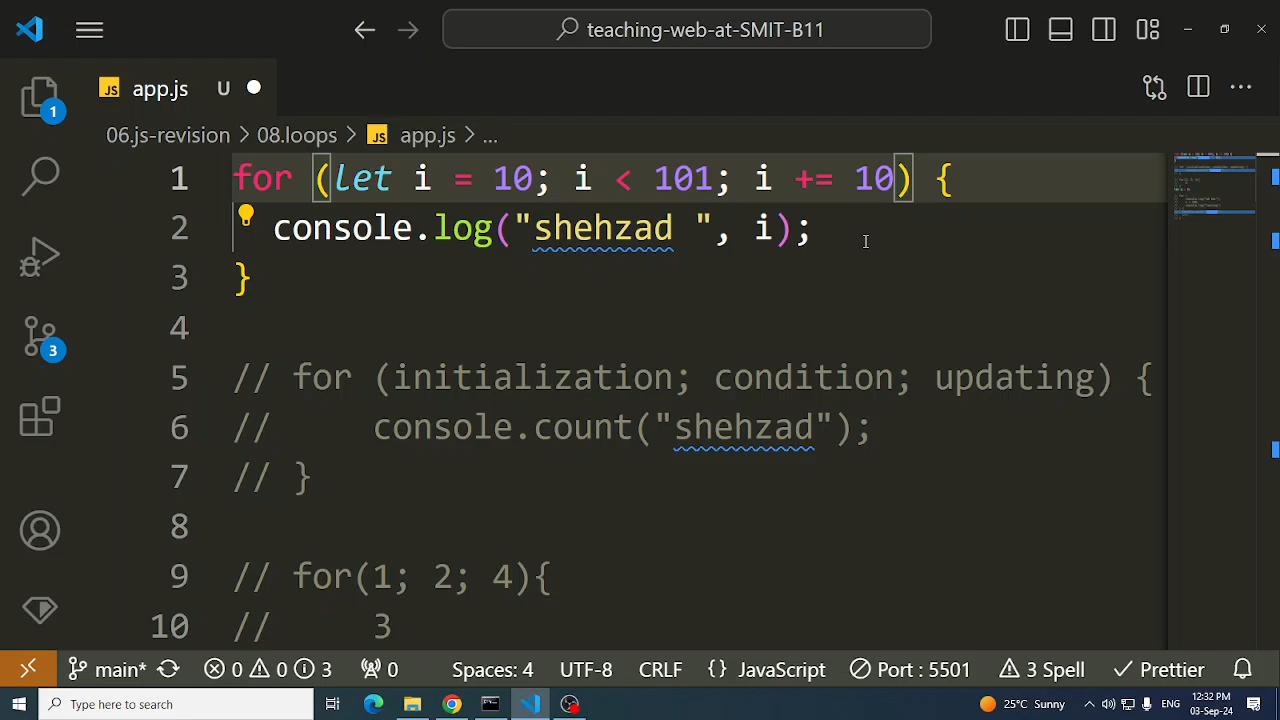 teaching-web-at-SMIT-B11
JS app.js U
1
06.js-revision > 08.loops > JS app.js > ...
1 for (let i = 10; i < 101; i += 10) {
2 console.log("shehzad ", i);
3 }
4
5 // for (initialization; condition; updating) {
6 // console.count("shehzad");
7 // }
8
9 // for(1; 2; 4){
10 // 3
3
main* 0 0 3 0 Spaces: 4 UTF-8 CRLF {} JavaScript Port : 5501 3 Spell Prettier
Type here to search 25°C Sunny ENG 12:32 PM
03-Sep-24